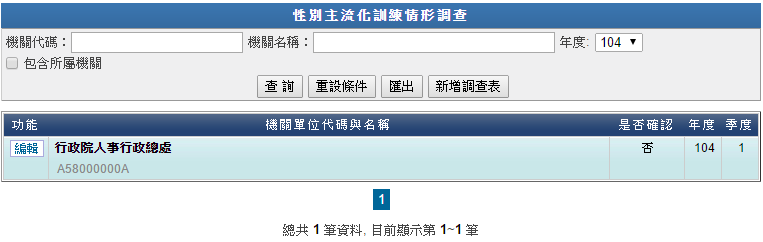 性別主流化訓練情形調查
機關代碼： 機關名稱： 年度: 104
包含所屬機關
查 詢 重設條件 匯出 新增調查表
功能 機關單位代碼與名稱 是否確認 年度 季度
編輯 行政院人事行政總處 否 104 1
A58000000A
1
總共 1 筆資料, 目前顯示第 1~1 筆